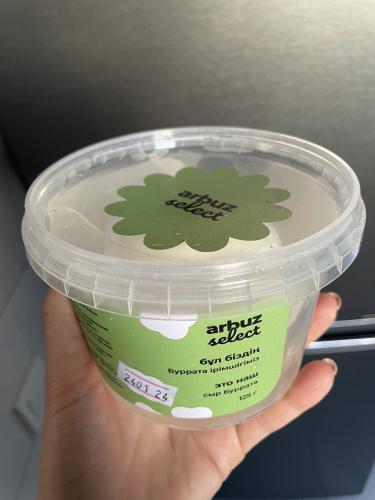 arbuz
select
arbuz
select
бұл біздің
Буррата ірімшігіміз
это наш
сыр Буррата
125 г
2401 24